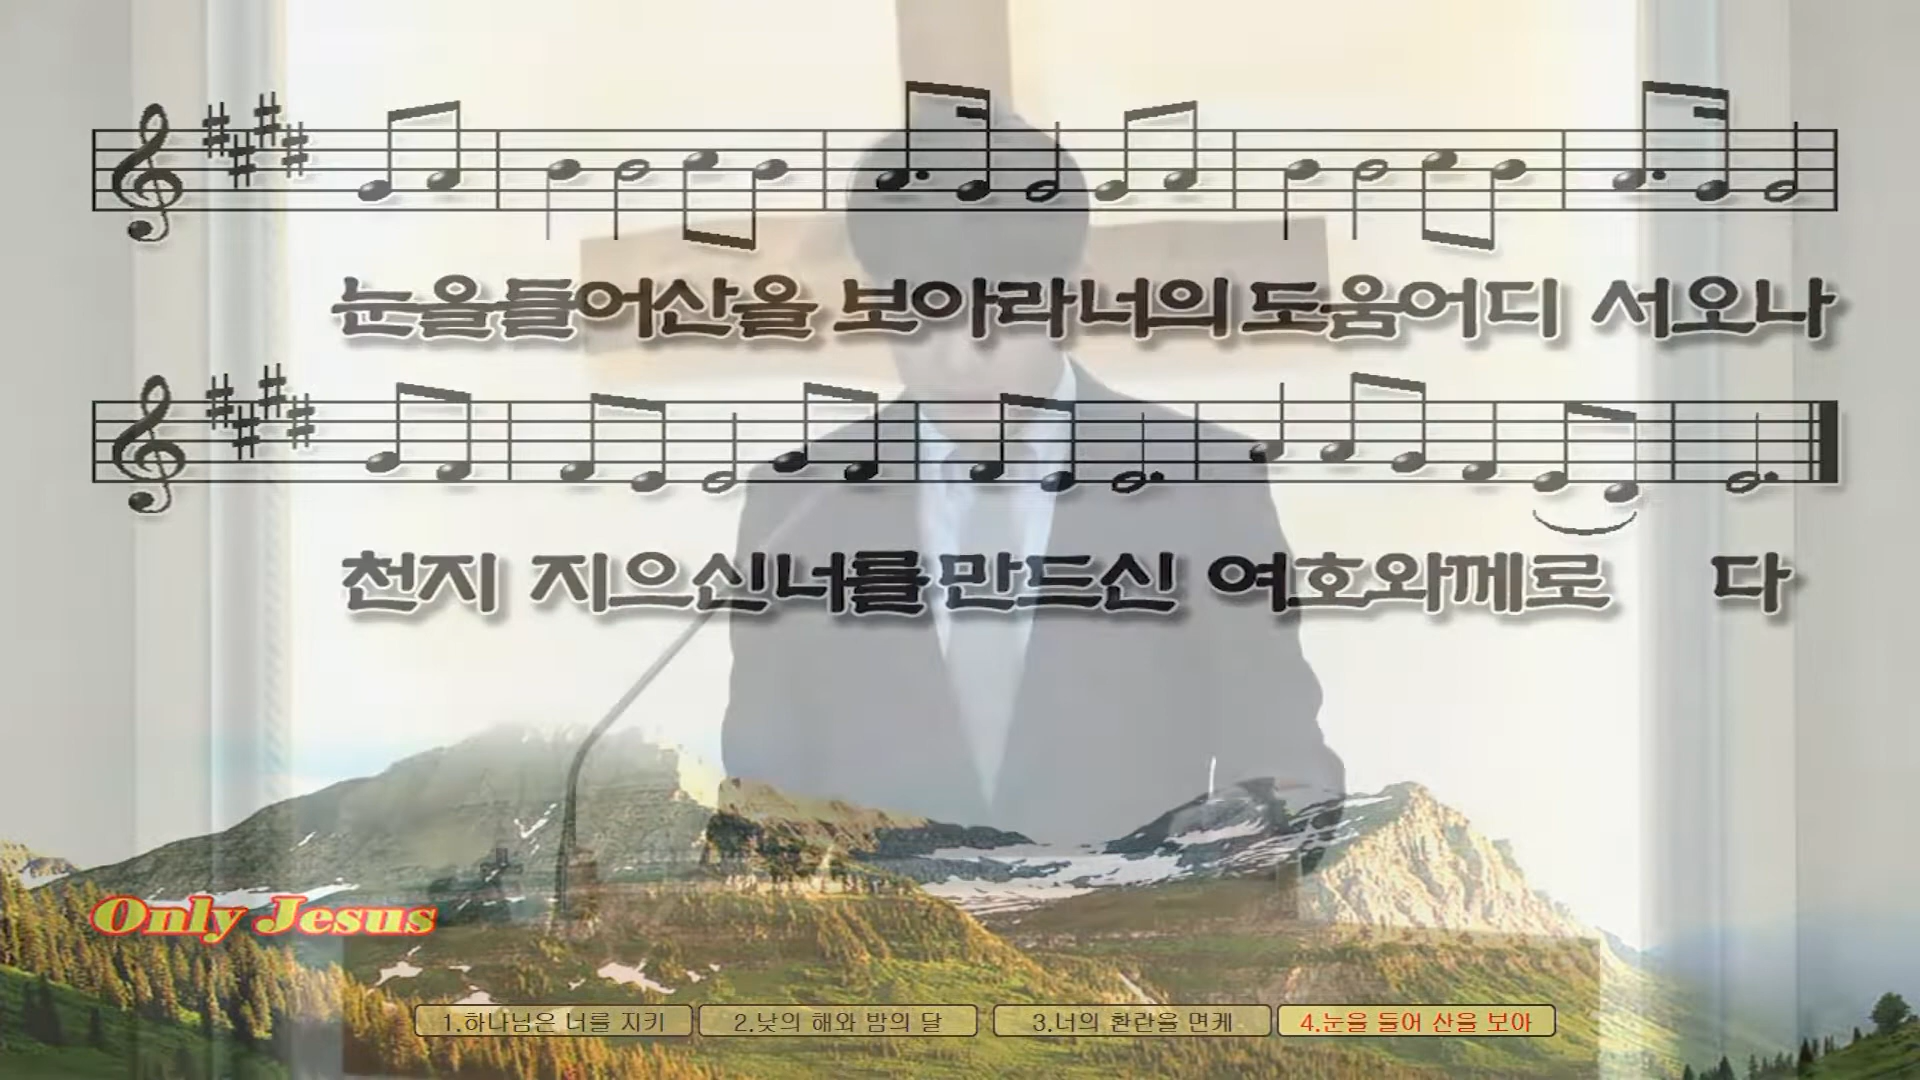 눈을들어산을 보아라너의 도움어디 서오나
천지 지으신너를만드신 여호와께로 다
Only Jesus
1.하나님은 너를 지키 2.낮의 해와 밤의 달 3.너의 환란을 면케 4.눈을 들어 산을 보아